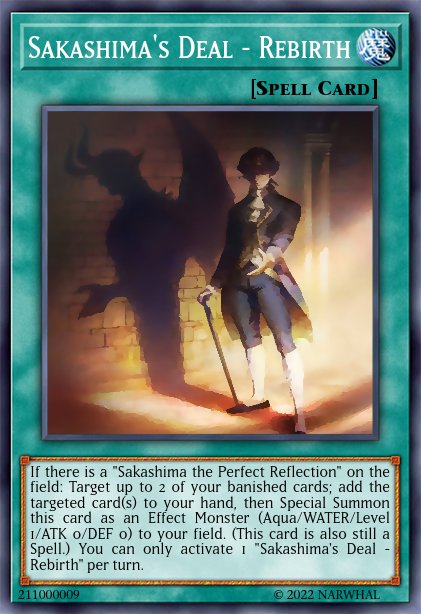 Sakashima's Deal - Rebirth
魔
[Spell Card]
If there is a "Sakashima the Perfect Reflection" on the
field: Target up to 2 of your banished cards; add the
targeted card(s) to your hand, then Special Summon
this card as an Effect Monster (Aqua/WATER/Level
1/ATK 0/DEF 0) to your field. (This card is also still a
Spell.) You can only activate 1 "Sakashima's Deal -
Rebirth" per turn.
211000009
© 2022 NARWHAL